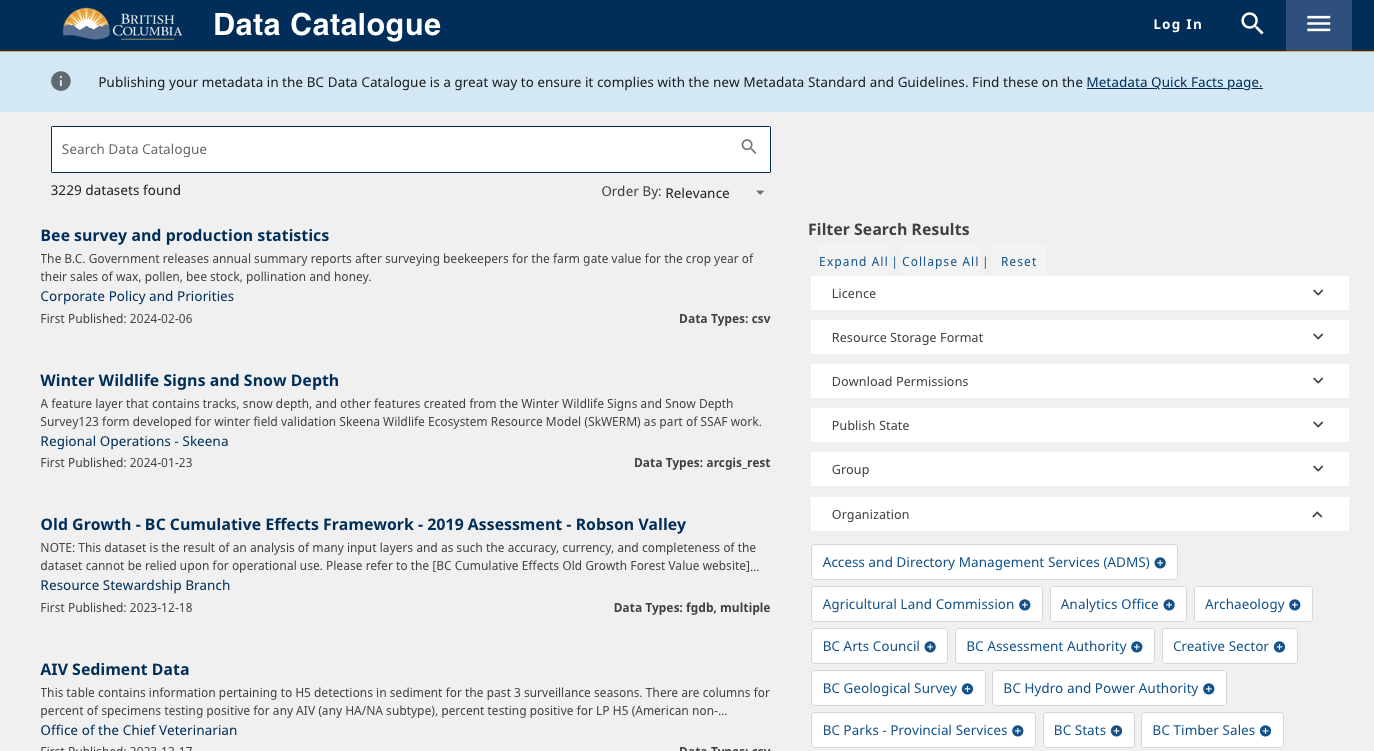 BRITISH
COLUMBIA
Data Catalogue
Log In
Publishing your metadata in the BC Data Catalogue is a great way to ensure it complies with the new Metadata Standard and Guidelines. Find these on the Metadata Quick Facts page.
Search Data Catalogue
3229 datasets found
Order By: Relevance
Bee survey and production statistics
The B.C. Government releases annual summary reports after surveying beekeepers for the farm gate value for the crop year of
their sales of wax, pollen, bee stock, pollination and honey.
Corporate Policy and Priorities
First Published: 2024-02-06
Data Types: csv
Winter Wildlife Signs and Snow Depth
A feature layer that contains tracks, snow depth, and other features created from the Winter Wildlife Signs and Snow Depth
Survey123 form developed for winter field validation Skeena Wildlife Ecosystem Resource Model (SkWERM) as part of SSAF work.
Regional Operations - Skeena
First Published: 2024-01-23
Data Types: arcgis_rest
Old Growth - BC Cumulative Effects Framework - 2019 Assessment - Robson Valley
NOTE: This dataset is the result of an analysis of many input layers and as such the accuracy, currency, and completeness of the
dataset cannot be relied upon for operational use. Please refer to the [BC Cumulative Effects Old Growth Forest Value website]...
Resource Stewardship Branch
First Published: 2023-12-18
Data Types: fgdb, multiple
AIV Sediment Data
This table contains information pertaining to H5 detections in sediment for the past 3 surveillance seasons. There are columns for
percent of specimens testing positive for any AIV (any HA/NA subtype), percent testing positive for LP H5 (American non-...
Office of the Chief Veterinarian
First Published: 2023-12-17
Data Types: csv
Filter Search Results
Expand All | Collapse All | Reset
Licence
Resource Storage Format
Download Permissions
Publish State
Group
Organization
Access and Directory Management Services (ADMS)
Agricultural Land Commission
Analytics Office
Archaeology
BC Arts Council
BC Assessment Authority
Creative Sector
BC Geological Survey
BC Hydro and Power Authority
BC Parks - Provincial Services
BC Stats
BC Timber Sales